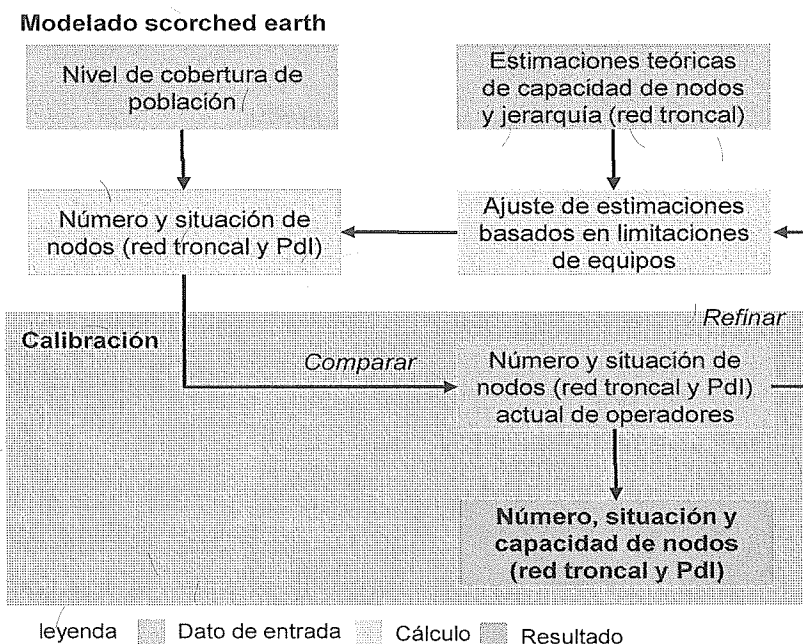 Modelado scorched earth
Nivel de cobertura de
población
Estimaciones teóricas
de capacidad de nodos
y jerarquía (red troncal)
Número y situación de
nodos (red troncal y PdI)
Ajuste de estimaciones
basados en limitaciones
de equipos
Refinar
Calibración
Comparar
Número y situación de
nodos (red troncal y PdI)
actual de operadores
Número, situación y
capacidad de nodos
(red troncal y PdI)
leyenda Dato de entrada Cálculo Resultado